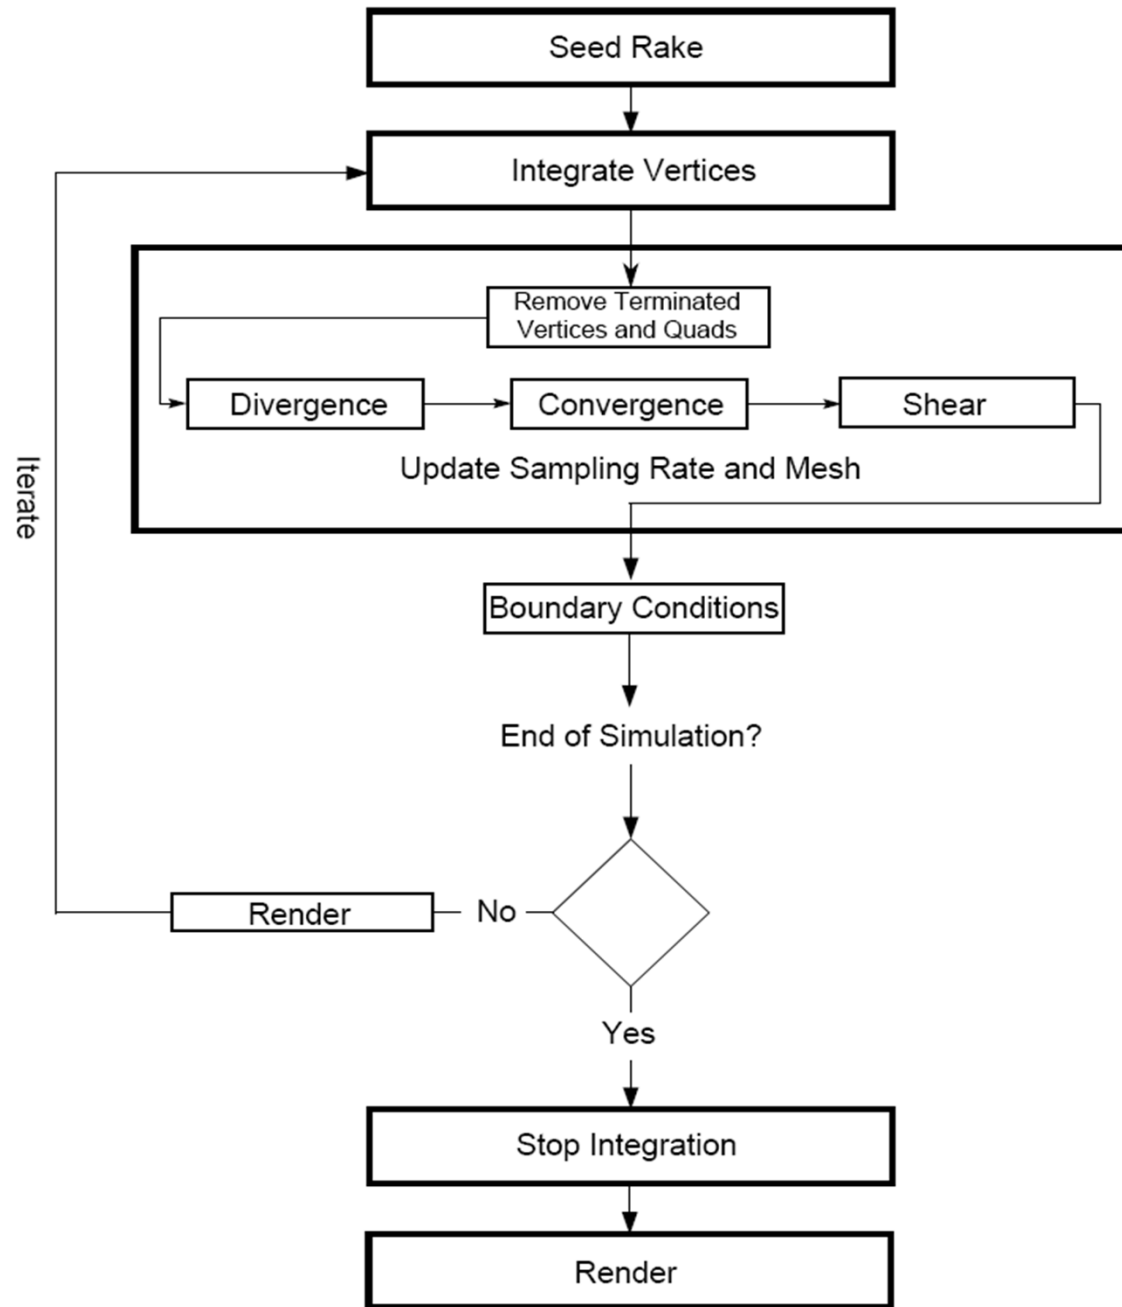 Seed Rake
Integrate Vertices
Remove Terminated
Vertices and Quads
Divergence
Convergence
Shear
Update Sampling Rate and Mesh
Iterate
Boundary Conditions
End of Simulation?
Render
No
Yes
Stop Integration
Render